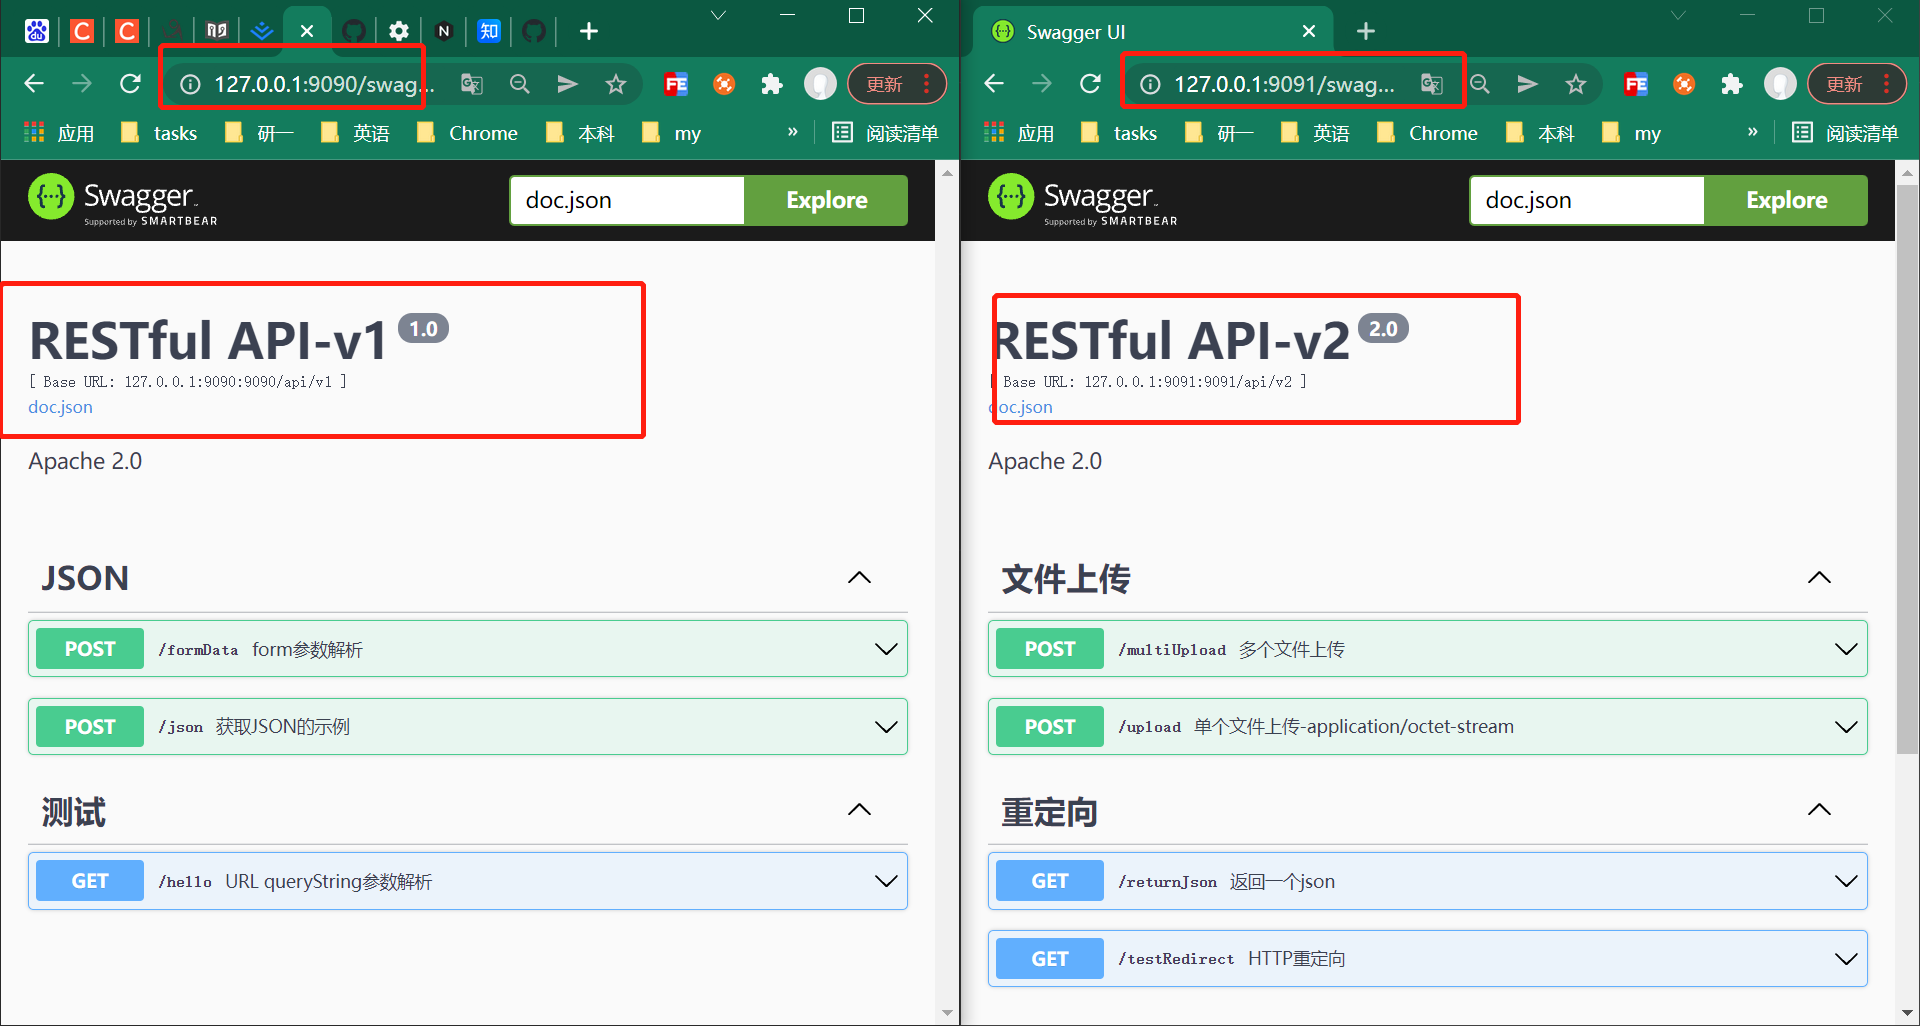 127.0.0.1:9090/swag...
更新
应用
tasks
研一
英语
Chrome
本科
my
»
阅读清单
Swagger
Supported by SMARTBEAR
doc.json
Explore
RESTful API-v1 1.0
[ Base URL: 127.0.0.1:9090:9090/api/v1 ]
doc.json
Apache 2.0
JSON
POST /formData form参数解析
POST /json 获取JSON的示例
测试
GET /hello URL queryString参数解析
Swagger UI
127.0.0.1:9091/swag...
更新
应用
tasks
研一
英语
Chrome
本科
my
»
阅读清单
Swagger
Supported by SMARTBEAR
doc.json
Explore
RESTful API-v2 2.0
[ Base URL: 127.0.0.1:9091:9091/api/v2 ]
doc.json
Apache 2.0
文件上传
POST /multiUpload 多个文件上传
POST /upload 单个文件上传-application/octet-stream
重定向
GET /returnJson 返回一个json
GET /testRedirect HTTP重定向